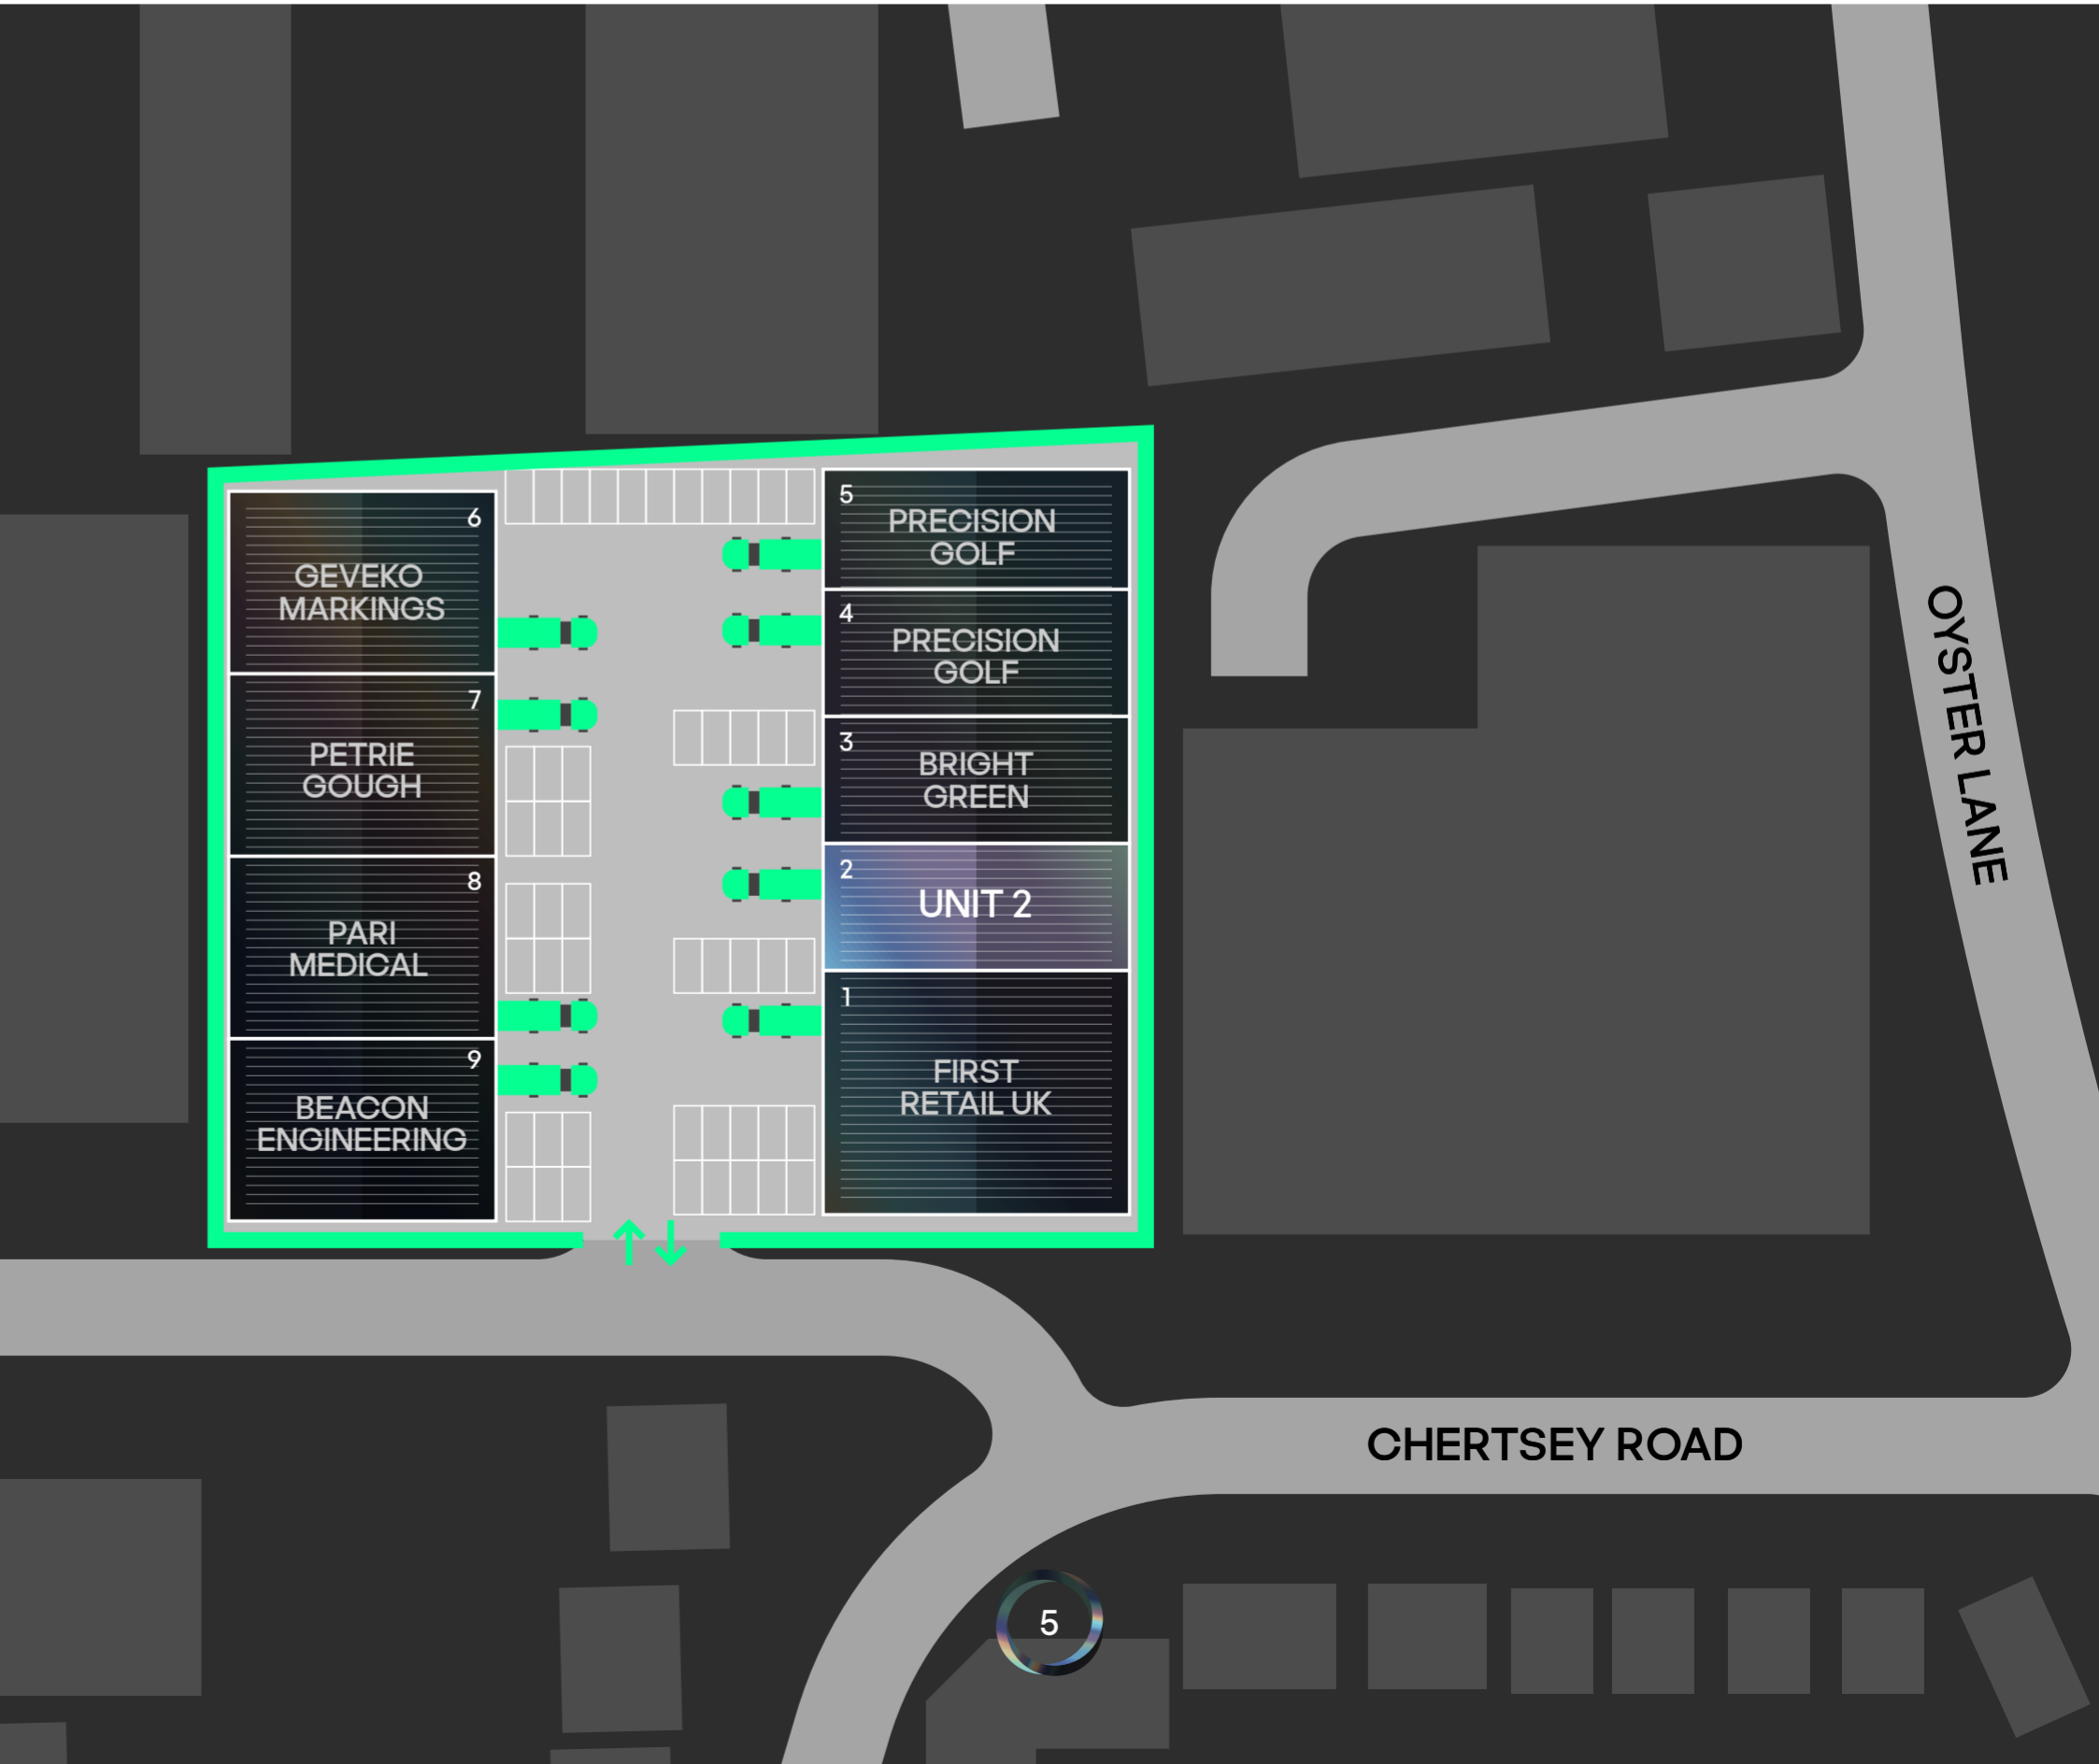 6
GEVEKO
MARKINGS
7
PETRIE
GOUGH
8
PARI
MEDICAL
9
BEACON
ENGINEERING
5
PRECISION
GOLF
4
PRECISION
GOLF
3
BRIGHT
GREEN
2
UNIT 2
1
FIRST
RETAIL UK
OYSTER LANE
CHERTSEY ROAD
5